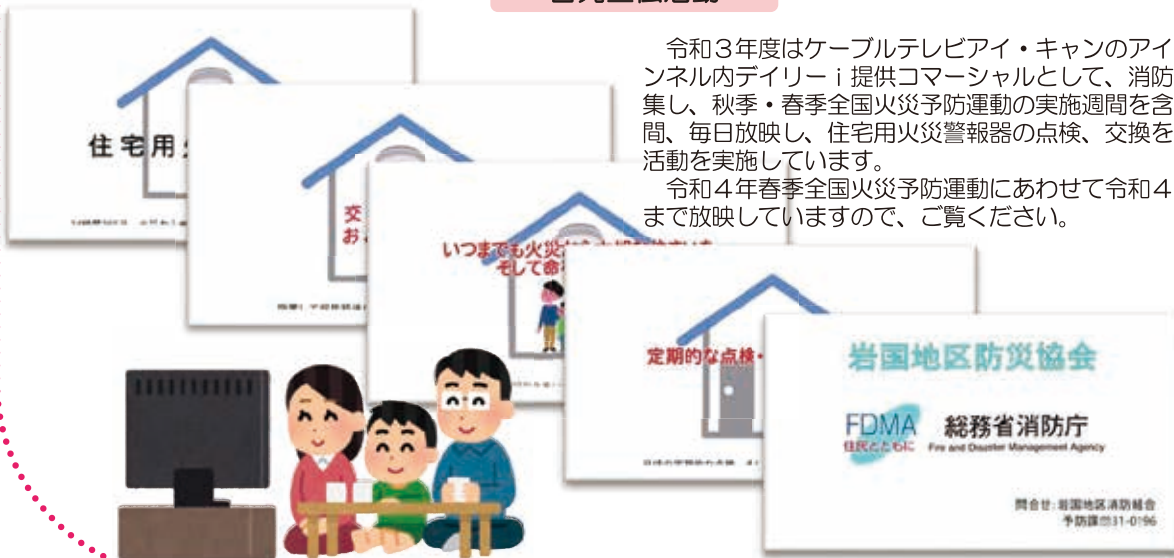 令和３年度はケーブルテレビアイ・キャンのアイ
ンネル内デイリーｉ提供コマーシャルとして、消防
集し、秋季・春季全国火災予防運動の実施週間を含
間、毎日放映し、住宅用火災警報器の点検、交換を
活動を実施しています。
令和４年春季全国火災予防運動にあわせて令和４
まで放映していますので、ご覧ください。
住宅用
交
お
いつまでも火災
そして命
定期的な点検・
岩国地区防災協会
FDMA
住民とともに
総務省消防庁
Fire and Disaster Management Agency
問合せ：岩国地区消防組合
予防課☎31-0196